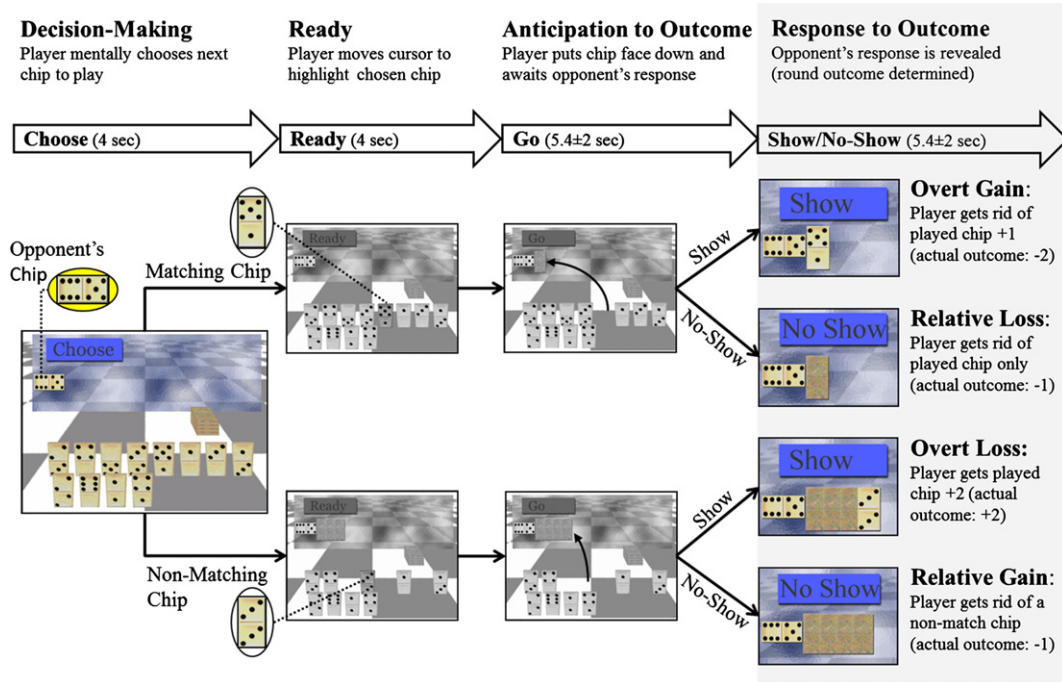 Decision-Making
Player mentally chooses next
chip to play
Ready
Player moves cursor to
highlight chosen chip
Anticipation to Outcome
Player puts chip face down and
awaits opponent's response
Response to Outcome
Opponent's response is revealed
(round outcome determined)
Choose (4 sec)
Ready (4 sec)
Go (5.4±2 sec)
Show/No-Show (5.4±2 sec)
Opponent's
Chip
Matching Chip
Choose
Ready
Go
Show
No-Show
Show
Overt Gain:
Player gets rid of
played chip +1
(actual outcome: -2)
No Show
Relative Loss:
Player gets rid of
played chip only
(actual outcome: -1)
Non-Matching
Chip
Ready
Go
Show
No-Show
Show
Overt Loss:
Player gets played
chip +2 (actual
outcome: +2)
No Show
Relative Gain:
Player gets rid of a
non-match chip
(actual outcome: -1)